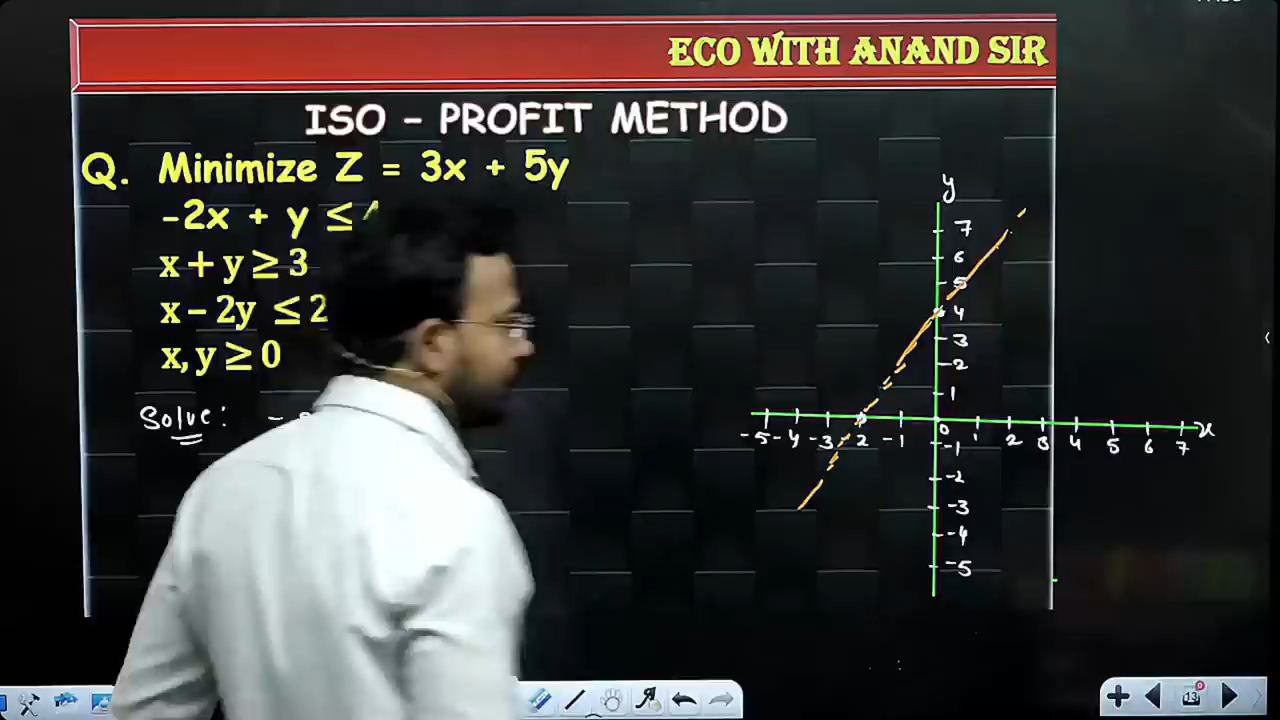 ECO WITH ANAND SIR
ISO – PROFIT METHOD
Q. Minimize Z = 3x + 5y
-2x + y ≤
x + y ≥ 3
x – 2y ≤ 2
x, y ≥ 0
Solve: -
y
7
6
5
4
3
2
1
-5 -4 -3 -2 -1 0 1 2 3 4 5 6 7 x
-1
-2
-3
-4
-5
13